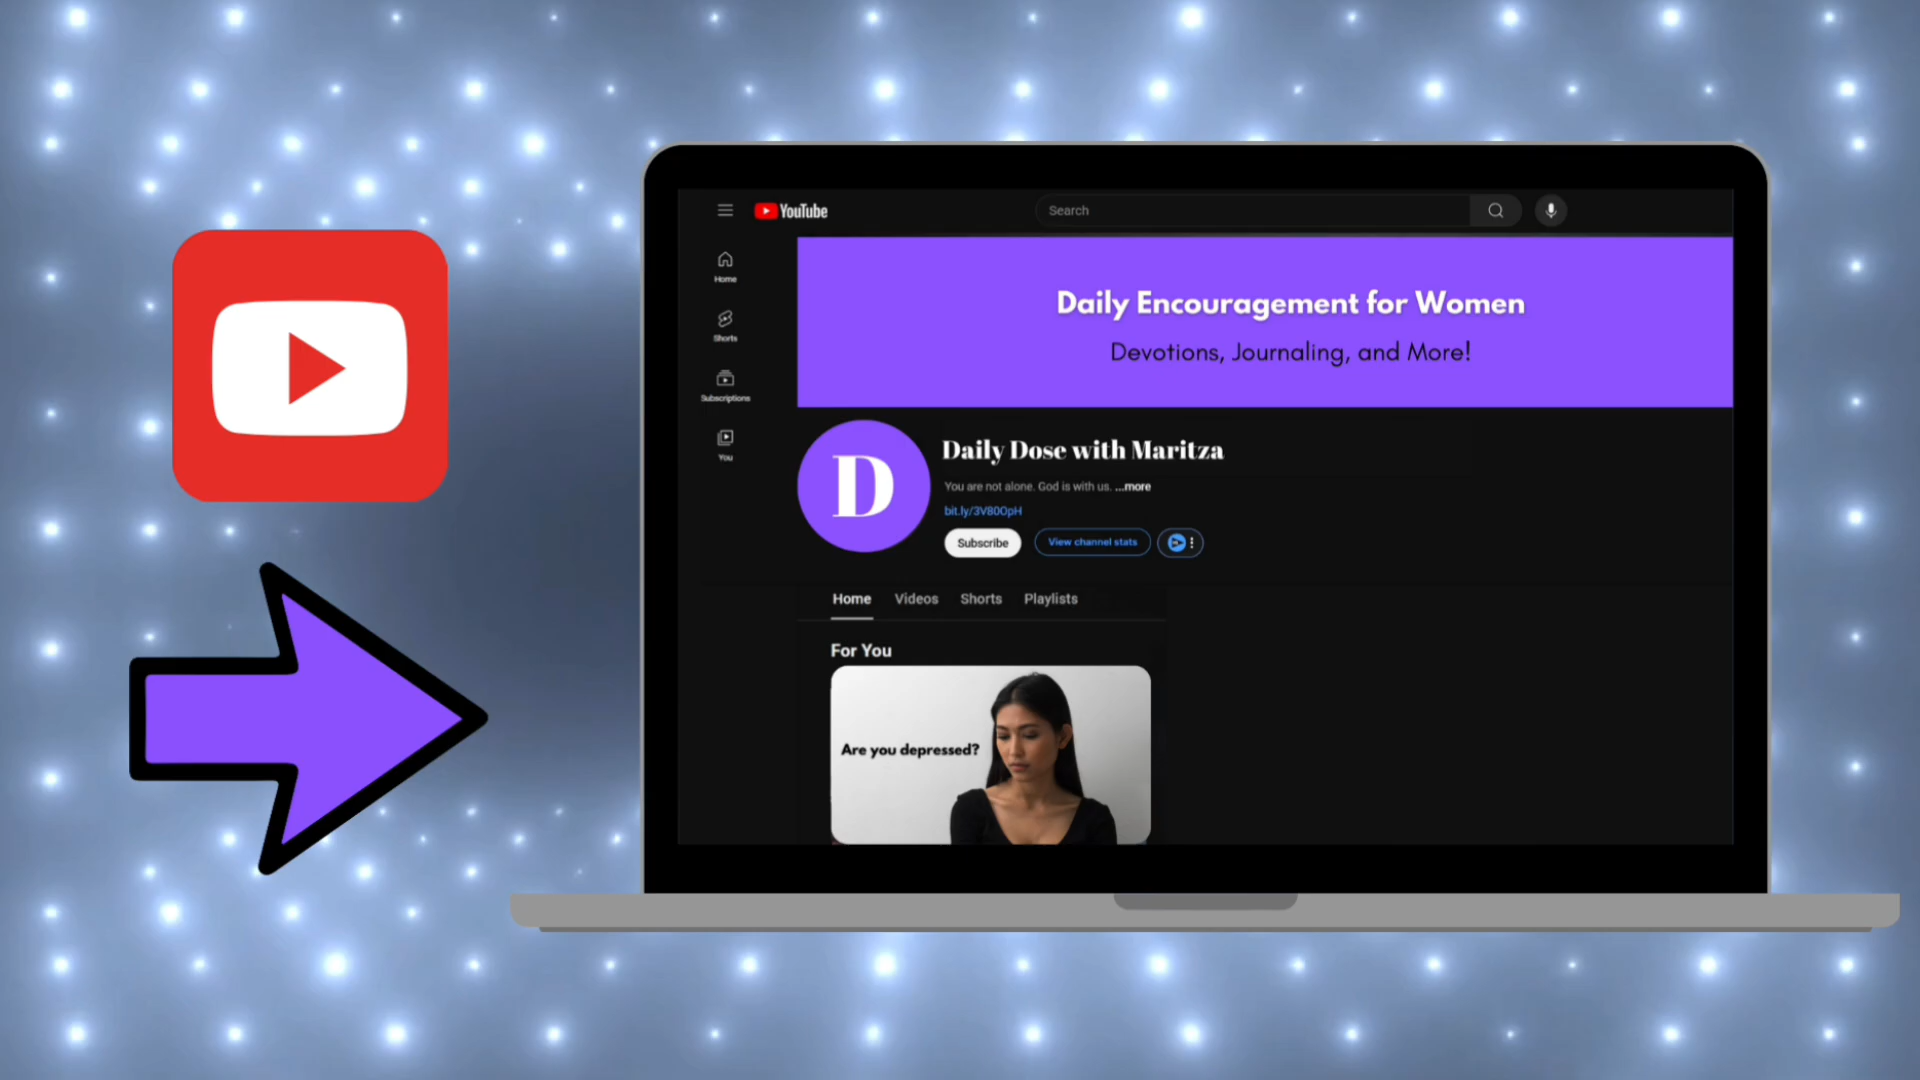 YouTube
Search
Home
Shorts
Subscriptions
You
Daily Encouragement for Women
Devotions, Journaling, and More!
D
Daily Dose with Maritza
You are not alone. God is with us. ...more
bit.ly/3V80OpH
Subscribe
View channel stats
Home Videos Shorts Playlists
For You
Are you depressed?